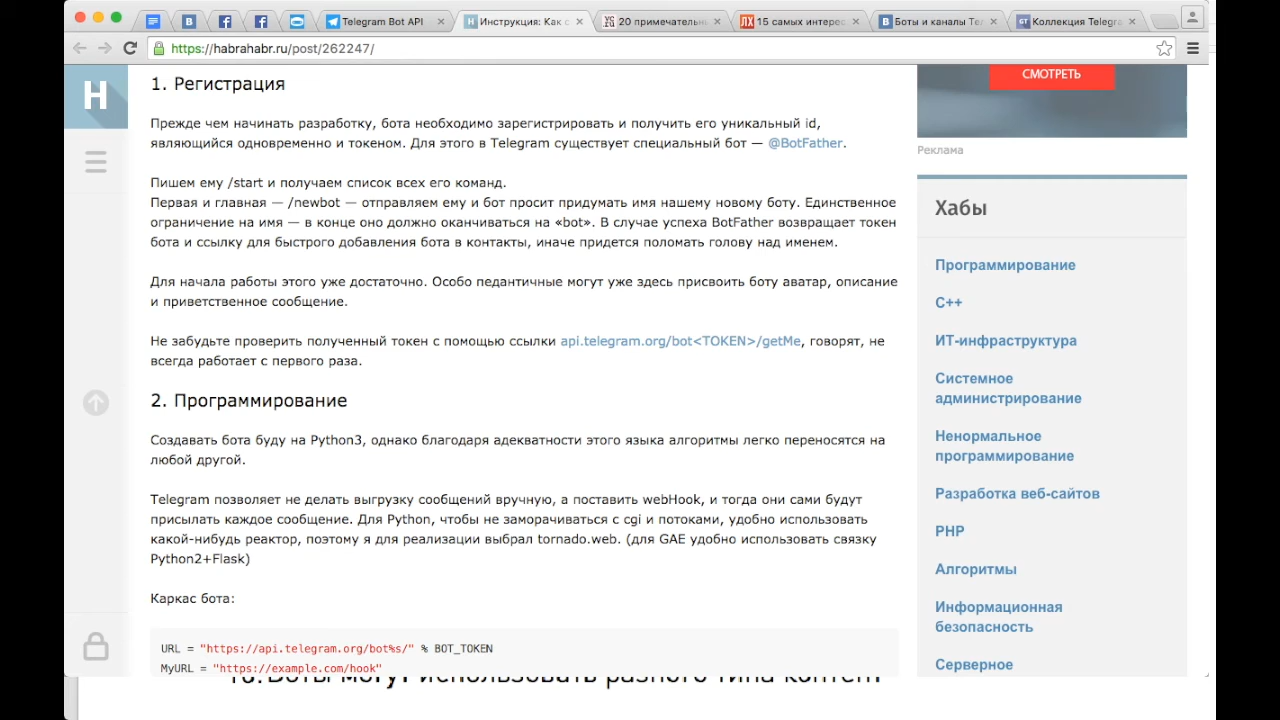 Telegram Bot API
Инструкция: Как с
20 примечательн
15 самых интерес
Боты и каналы Тел
Коллекция Telegra
https://habrahabr.ru/post/262247/
H
1. Регистрация
Прежде чем начинать разработку, бота необходимо зарегистрировать и получить его уникальный id,
являющийся одновременно и токеном. Для этого в Telegram существует специальный бот — @BotFather.
Пишем ему /start и получаем список всех его команд.
Первая и главная — /newbot — отправляем ему и бот просит придумать имя нашему новому боту. Единственное
ограничение на имя — в конце оно должно оканчиваться на «bot». В случае успеха BotFather возвращает токен
бота и ссылку для быстрого добавления бота в контакты, иначе придется поломать голову над именем.
Для начала работы этого уже достаточно. Особо педантичные могут уже здесь присвоить боту аватар, описание
и приветственное сообщение.
Не забудьте проверить полученный токен с помощью ссылки api.telegram.org/bot<TOKEN>/getMe, говорят, не
всегда работает с первого раза.
2. Программирование
Создавать бота буду на Python3, однако благодаря адекватности этого языка алгоритмы легко переносятся на
любой другой.
Telegram позволяет не делать выгрузку сообщений вручную, а поставить webHook, и тогда они сами будут
присылать каждое сообщение. Для Python, чтобы не заморачиваться с cgi и потоками, удобно использовать
какой-нибудь реактор, поэтому я для реализации выбрал tornado.web. (для GAE удобно использовать связку
Python2+Flask)
Каркас бота:
URL = "https://api.telegram.org/bot%s/" % BOT_TOKEN
MyURL = "https://example.com/hook"
СМОТРЕТЬ
Реклама
Хабы
Программирование
C++
ИТ-инфраструктура
Системное
администрирование
Ненормальное
программирование
Разработка веб-сайтов
PHP
Алгоритмы
Информационная
безопасность
Серверное
Боты могут использовать разного типа контент